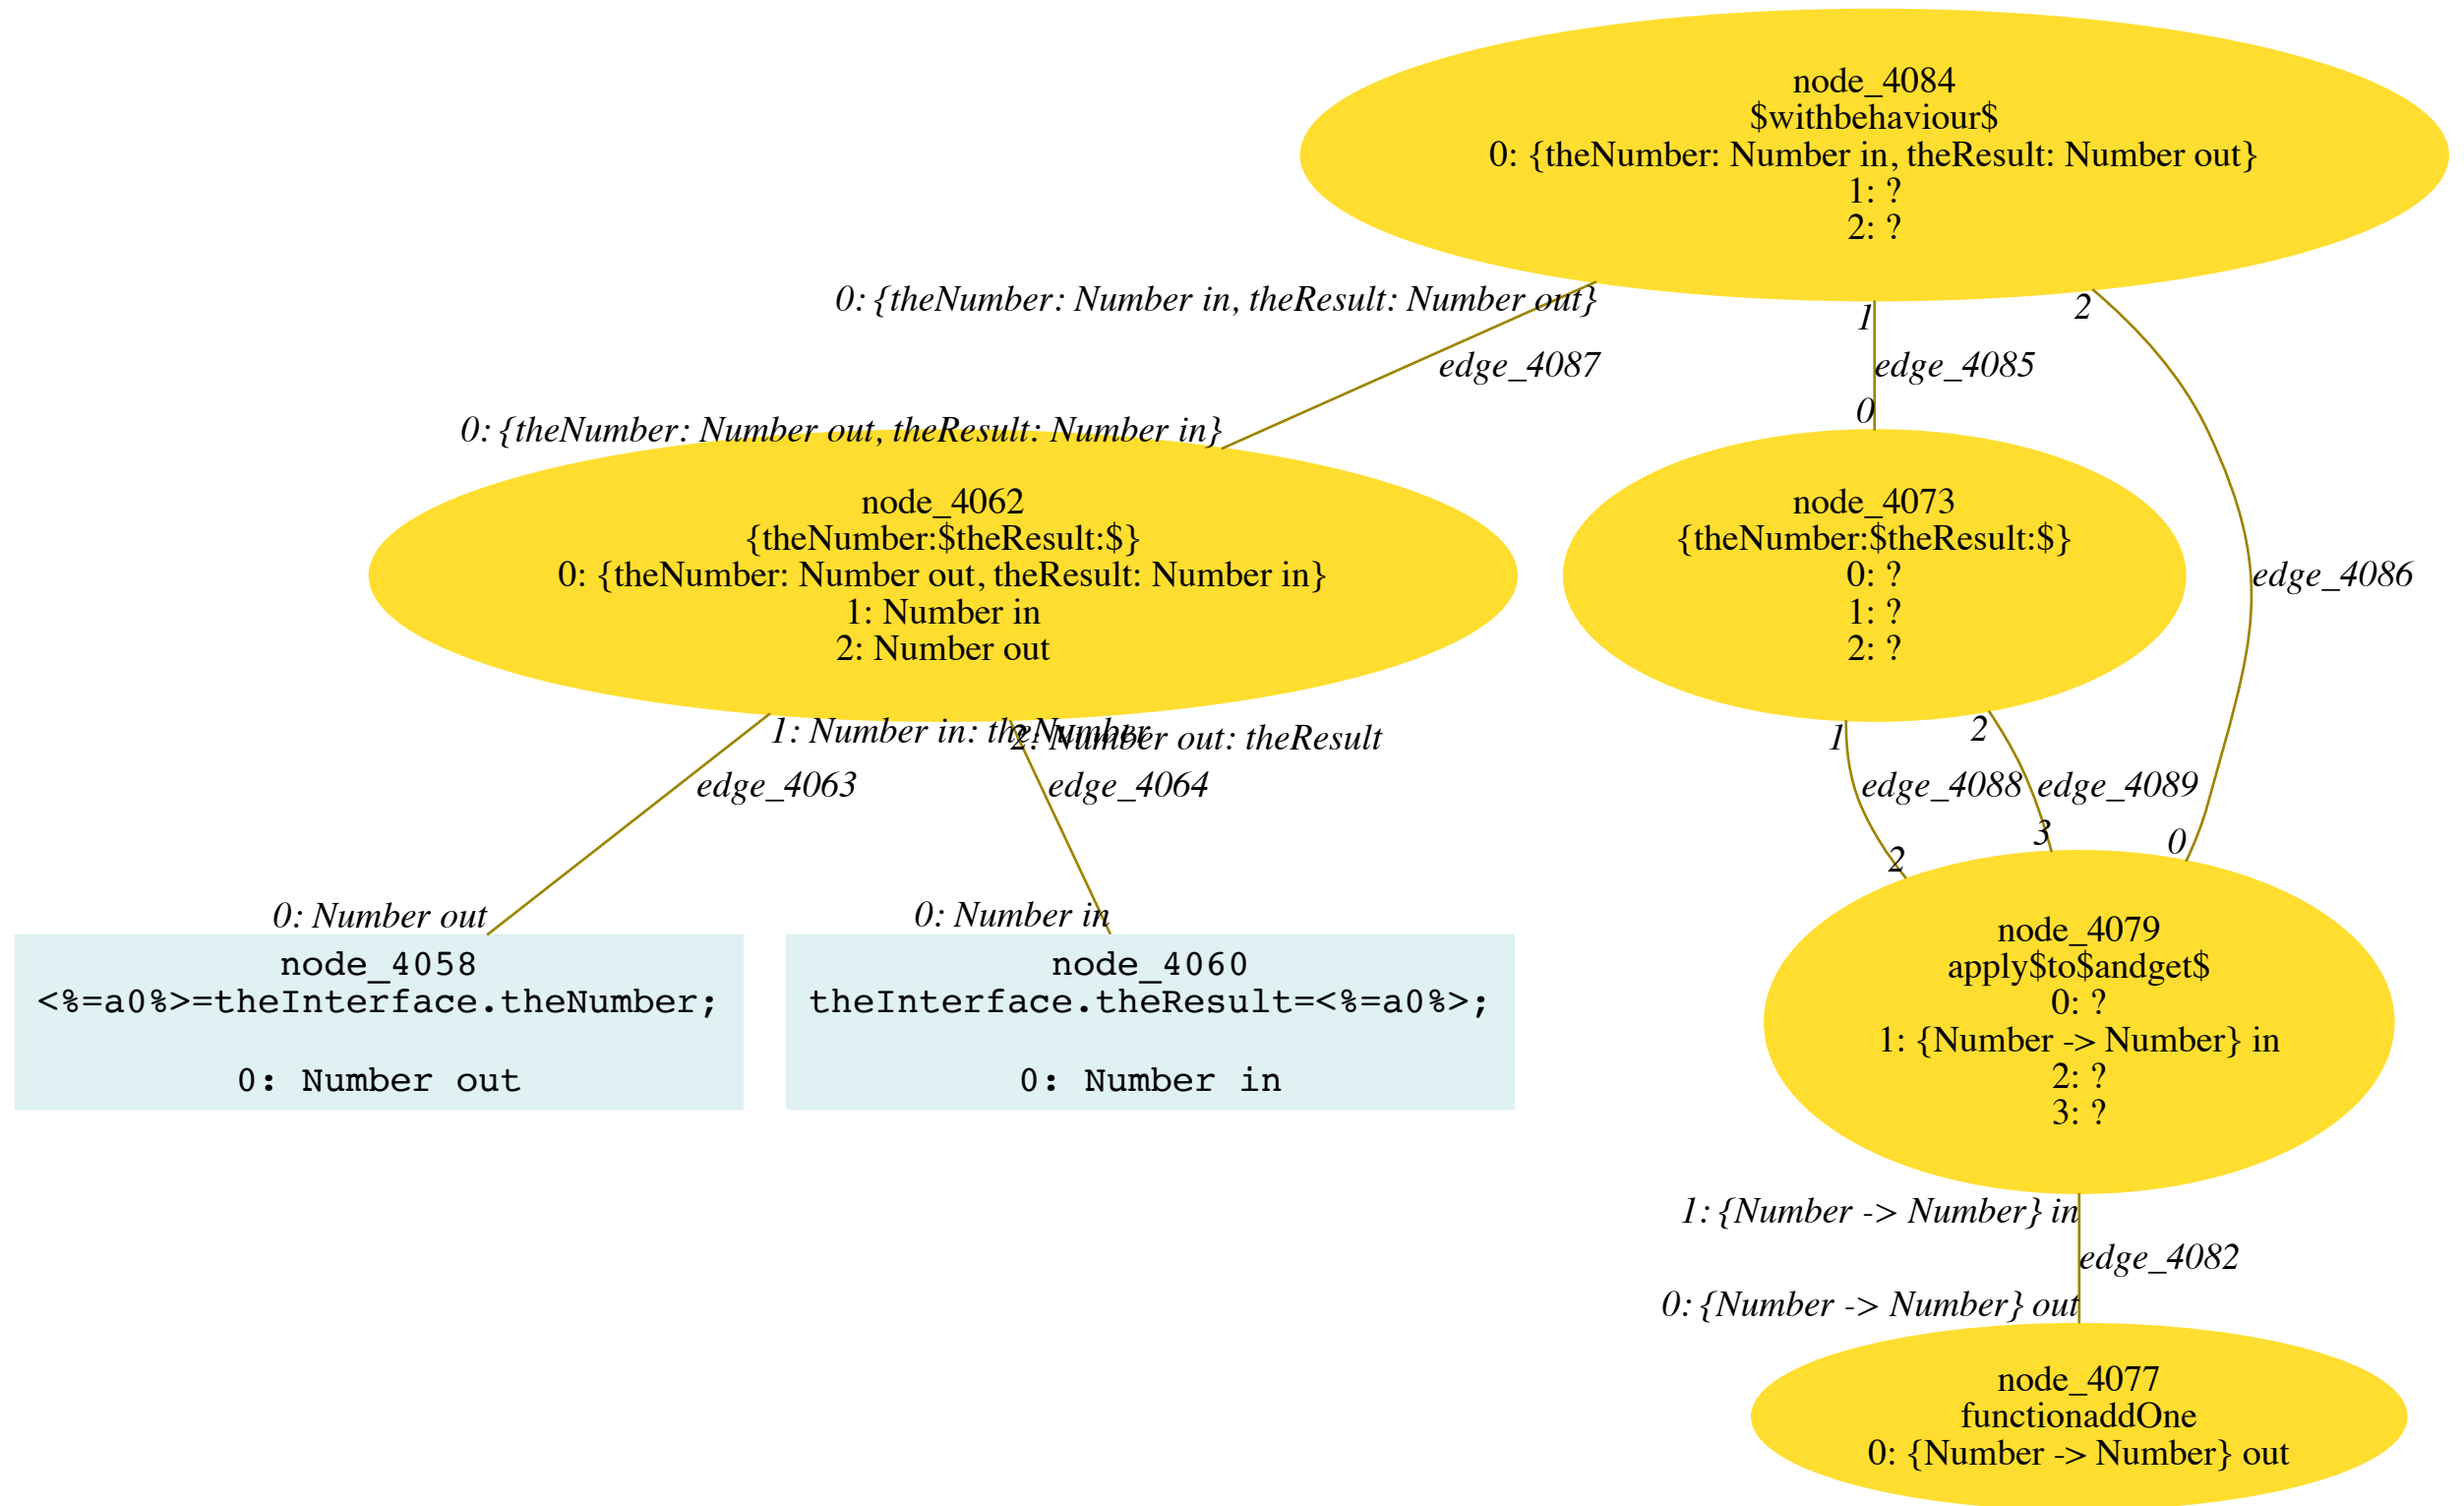 node_4084
$withbehaviour$
0: {theNumber: Number in, theResult: Number out}
1: ?
2: ?
0: {theNumber: Number in, theResult: Number out}
1
2
edge_4087
edge_4085
0: {theNumber: Number out, theResult: Number in}
0
node_4062
{theNumber:$theResult:$}
0: {theNumber: Number out, theResult: Number in}
1: Number in
2: Number out
node_4073
{theNumber:$theResult:$}
0: ?
1: ?
2: ?
edge_4086
1: Number in: theNumber
2: Number out: theResult
1
2
edge_4063
edge_4064
edge_4088
edge_4089
0: Number out
0: Number in
2
3
0
node_4058
<%=a0%>=theInterface.theNumber;
0: Number out
node_4060
theInterface.theResult=<%=a0%>;
0: Number in
node_4079
apply$to$andget$
0: ?
1: {Number -> Number} in
2: ?
3: ?
1: {Number -> Number} in
edge_4082
0: {Number -> Number} out
node_4077
functionaddOne
0: {Number -> Number} out